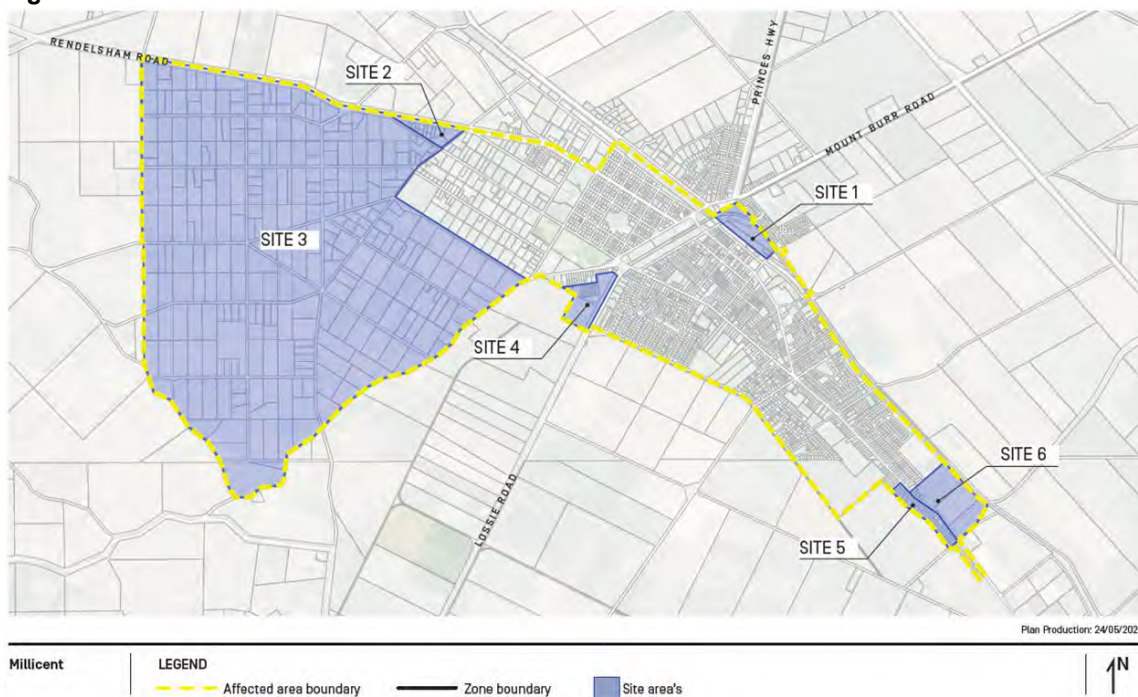 RENDELSHAM ROAD
SITE 2
PRINCES HWY
MOUNT BURR ROAD
SITE 1
SITE 3
SITE 4
LOSSIE ROAD
SITE 6
SITE 5
Plan Production: 24/05/202
Millicent
LEGEND
Affected area boundary
Zone boundary
Site area's
N